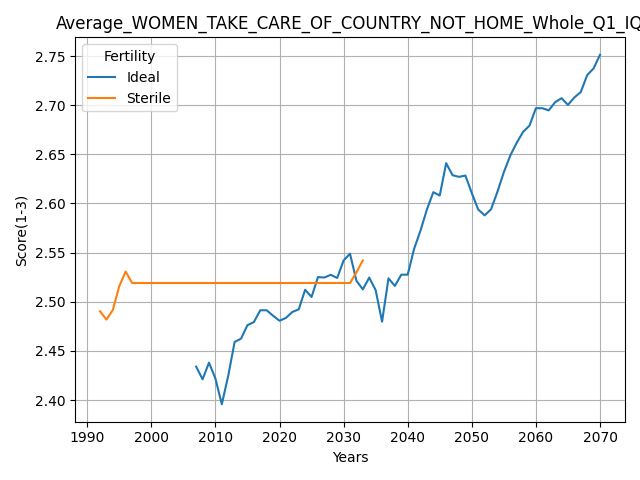 Average_WOMEN_TAKE_CARE_OF_COUNTRY_NOT_HOME_Whole_Q1_IQ
Fertility
Ideal
Sterile
Score(1-3)
2.75
2.70
2.65
2.60
2.55
2.50
2.45
2.40
1990 2000 2010 2020 2030 2040 2050 2060 2070
Years